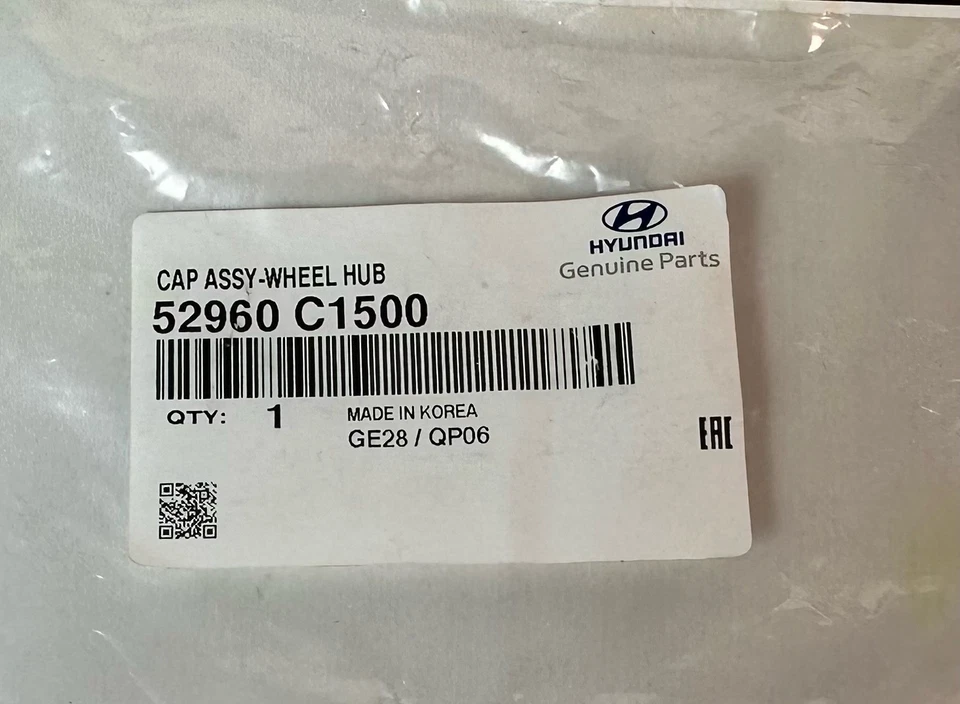 HYUNDAI
Genuine Parts
CAP ASSY-WHEEL HUB
52960 C1500
QTY: 1 MADE IN KOREA
GE28 / QP06
EAC